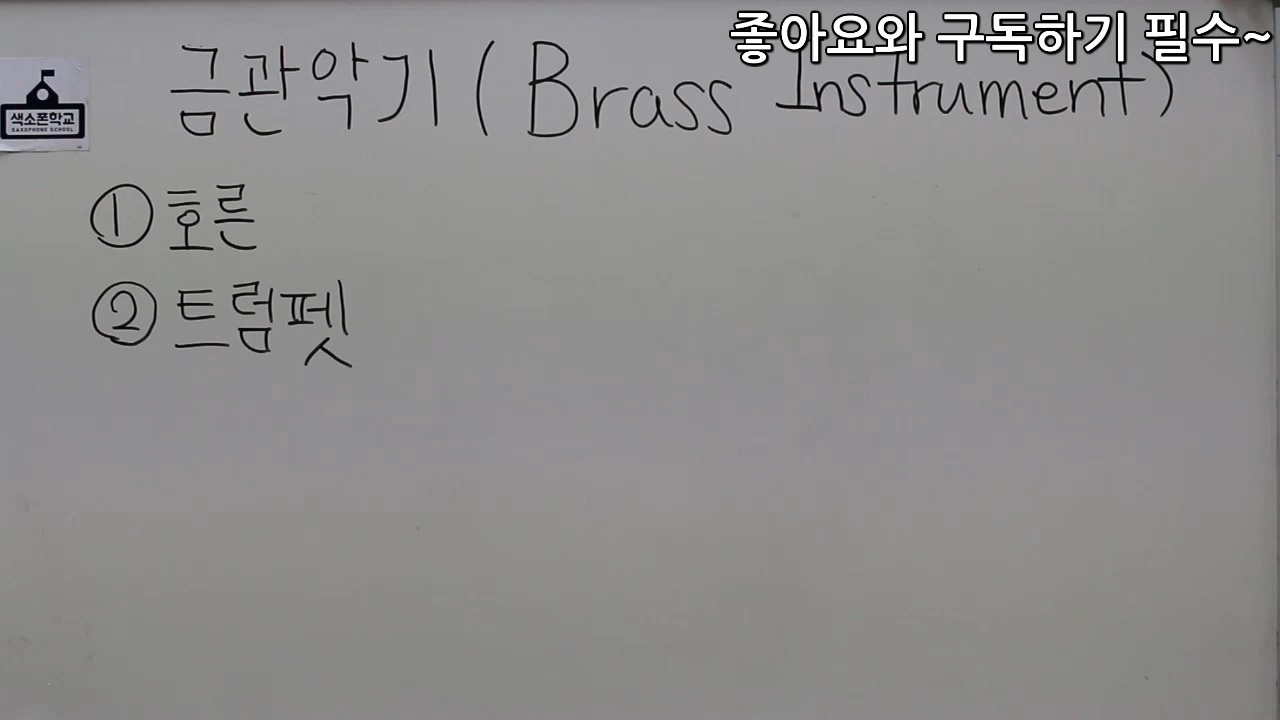 좋아요와 구독하기 필수~
금관악기 (Brass Instrument)
색소폰학교
SAXOPHONE SCHOOL
① 호른
② 트럼펫